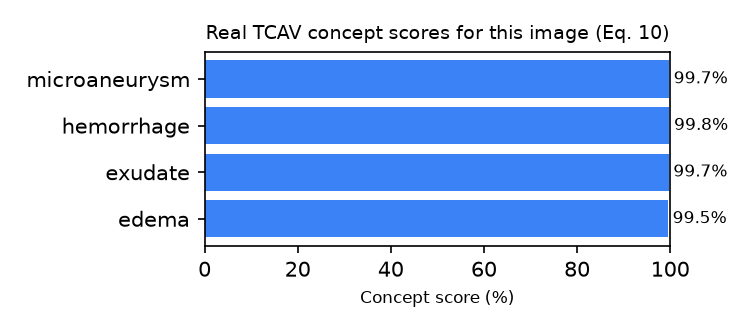 Real TCAV concept scores for this image (Eq. 10)
microaneurysm 99.7%
hemorrhage 99.8%
exudate 99.7%
edema 99.5%
0 20 40 60 80 100
Concept score (%)